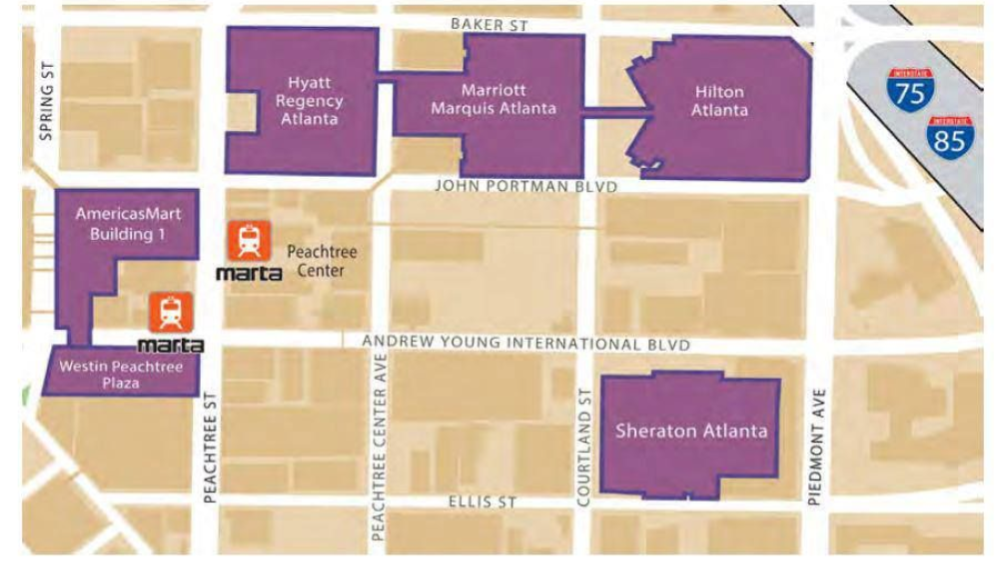 BAKER ST
SPRING ST
Hyatt
Regency
Atlanta
Marriott
Marquis Atlanta
Hilton
Atlanta
INTERSTATE
75
INTERSTATE
85
JOHN PORTMAN BLVD
AmericasMart
Building 1
marta
Peachtree
Center
marta
ANDREW YOUNG INTERNATIONAL BLVD
Westin Peachtree
Plaza
PEACHTREE ST
PEACHTREE CENTER AVE
COURTLAND ST
Sheraton Atlanta
PIEDMONT AVE
ELLIS ST